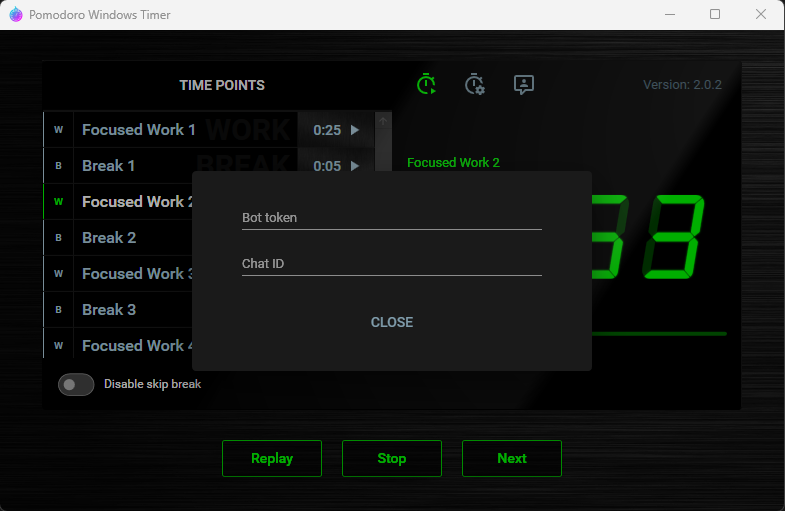 Pomodoro Windows Timer
TIME POINTS
Version: 2.0.2
W Focused Work 1 WORK 0:25
B Break 1 BREAK 0:05
Focused Work 2
W Focused Work 2
B Break 2
W Focused Work 3
B Break 3
W Focused Work 4
53
Bot token
Chat ID
CLOSE
Disable skip break
Replay Stop Next